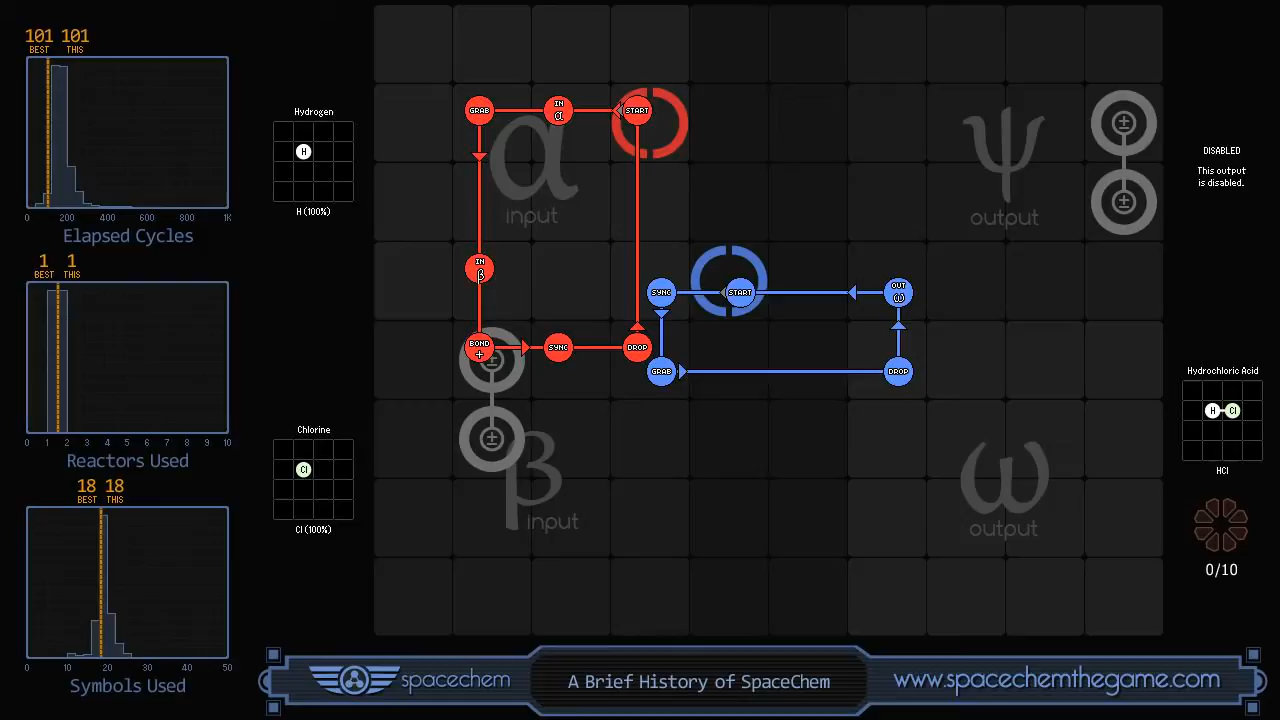 101 101
BEST THIS
0 200 400 600 800 1K
Elapsed Cycles
1 1
BEST THIS
0 1 2 3 4 5 6 7 8 9 10
Reactors Used
18 18
BEST THIS
0 10 20 30 40 50
Symbols Used
Hydrogen
H
H (100%)
Chlorine
Cl
Cl (100%)
GRAB
IN
α
START
α
input
IN
β
BOND
+
SYNC
DROP
±
±
β
input
SYNC
START
OUT
ω
GRAB
DROP
ψ
output
±
±
ω
output
DISABLED
This output
is disabled.
Hydrochloric Acid
H Cl
HCl
0/10
spacechem
A Brief History of SpaceChem
www.spacechemthegame.com